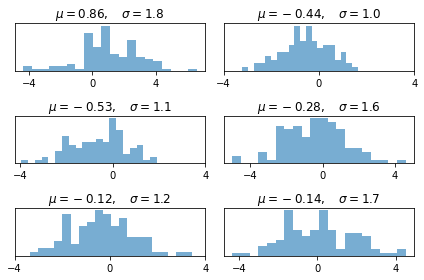 μ = 0.86,    σ = 1.8
−4 0 4
μ = −0.44,    σ = 1.0
−4 0 4
μ = −0.53,    σ = 1.1
−4 0 4
μ = −0.28,    σ = 1.6
−4 0 4
μ = −0.12,    σ = 1.2
−4 0 4
μ = −0.14,    σ = 1.7
−4 0 4